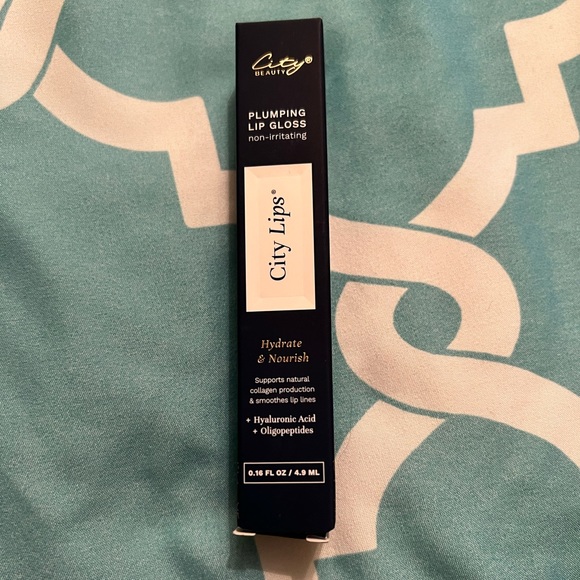 City®
BEAUTY
PLUMPING
LIP GLOSS
non-irritating
City Lips®
Hydrate
& Nourish
Supports natural
collagen production
& smoothes lip lines
+ Hyaluronic Acid
+ Oligopeptides
0.16 FL OZ / 4.9 ML